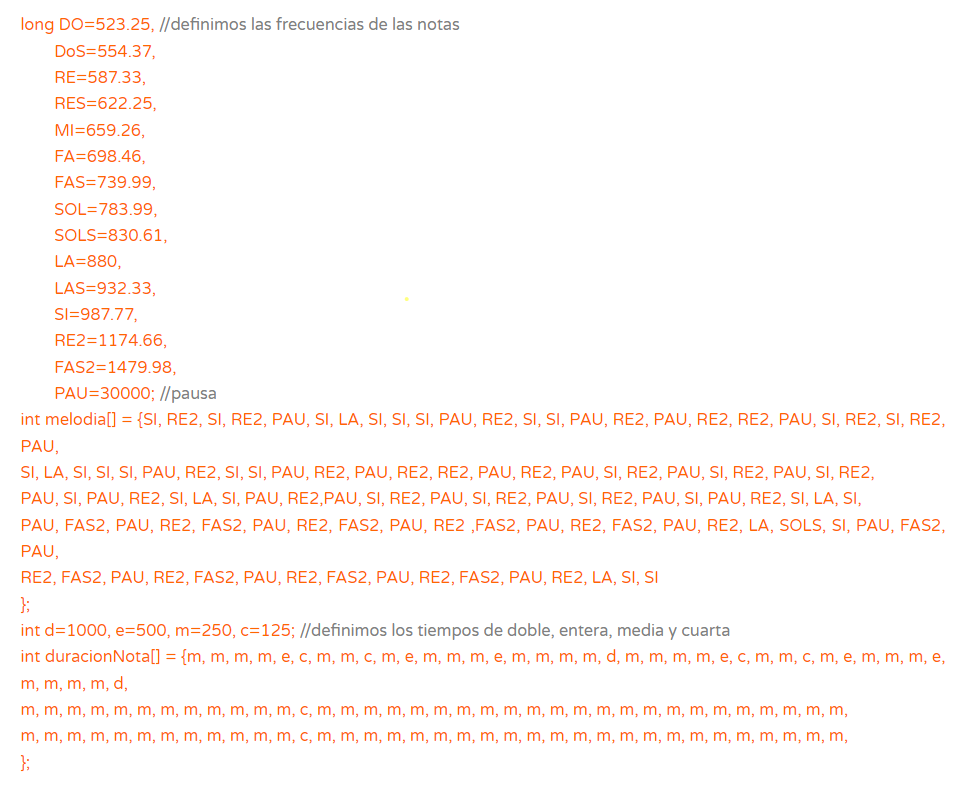 long DO=523.25, //definimos las frecuencias de las notas
DoS=554.37,
RE=587.33,
RES=622.25,
MI=659.26,
FA=698.46,
FAS=739.99,
SOL=783.99,
SOLS=830.61,
LA=880,
LAS=932.33,
SI=987.77,
RE2=1174.66,
FAS2=1479.98,
PAU=30000; //pausa
int melodia[] = {SI, RE2, SI, RE2, PAU, SI, LA, SI, SI, SI, PAU, RE2, SI, SI, PAU, RE2, PAU, RE2, RE2, PAU, SI, RE2, SI, RE2,
PAU,
SI, LA, SI, SI, SI, PAU, RE2, SI, SI, PAU, RE2, PAU, RE2, RE2, PAU, RE2, PAU, SI, RE2, PAU, SI, RE2, PAU, SI, RE2,
PAU, SI, PAU, RE2, SI, LA, SI, PAU, RE2,PAU, SI, RE2, PAU, SI, RE2, PAU, SI, RE2, PAU, SI, PAU, RE2, SI, LA, SI,
PAU, FAS2, PAU, RE2, FAS2, PAU, RE2, FAS2, PAU, RE2 ,FAS2, PAU, RE2, FAS2, PAU, RE2, LA, SOLS, SI, PAU, FAS2,
PAU,
RE2, FAS2, PAU, RE2, FAS2, PAU, RE2, FAS2, PAU, RE2, FAS2, PAU, RE2, LA, SI, SI
};
int d=1000, e=500, m=250, c=125; //definimos los tiempos de doble, entera, media y cuarta
int duracionNota[] = {m, m, m, m, e, c, m, m, c, m, e, m, m, m, e, m, m, m, m, d, m, m, m, m, e, c, m, m, c, m, e, m, m, m, e,
m, m, m, m, d,
m, m, m, m, m, m, m, m, m, m, m, m, c, m, m, m, m, m, m, m, m, m, m, m, m, m, m, m, m, m, m, m, m, m, m, m,
m, m, m, m, m, m, m, m, m, m, m, m, c, m, m, m, m, m, m, m, m, m, m, m, m, m, m, m, m, m, m, m, m, m, m, m,
};